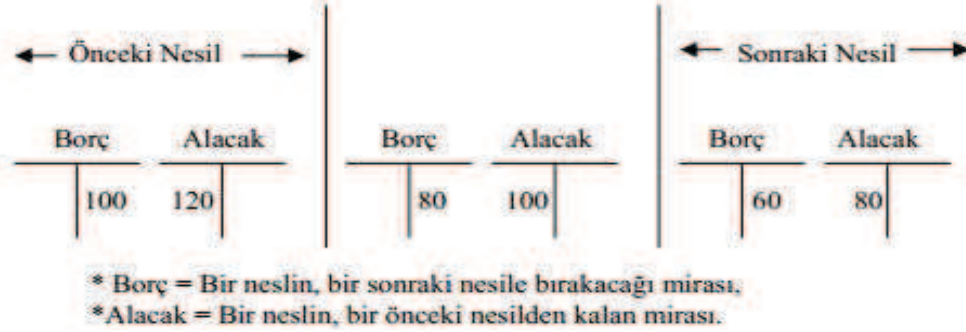 Önceki Nesil Sonraki Nesil
Borç Alacak Borç Alacak Borç Alacak
100 120 80 100 60 80
* Borç = Bir neslin, bir sonraki nesile bırakacağı mirası,
*Alacak = Bir neslin, bir önceki nesilden kalan mirası.